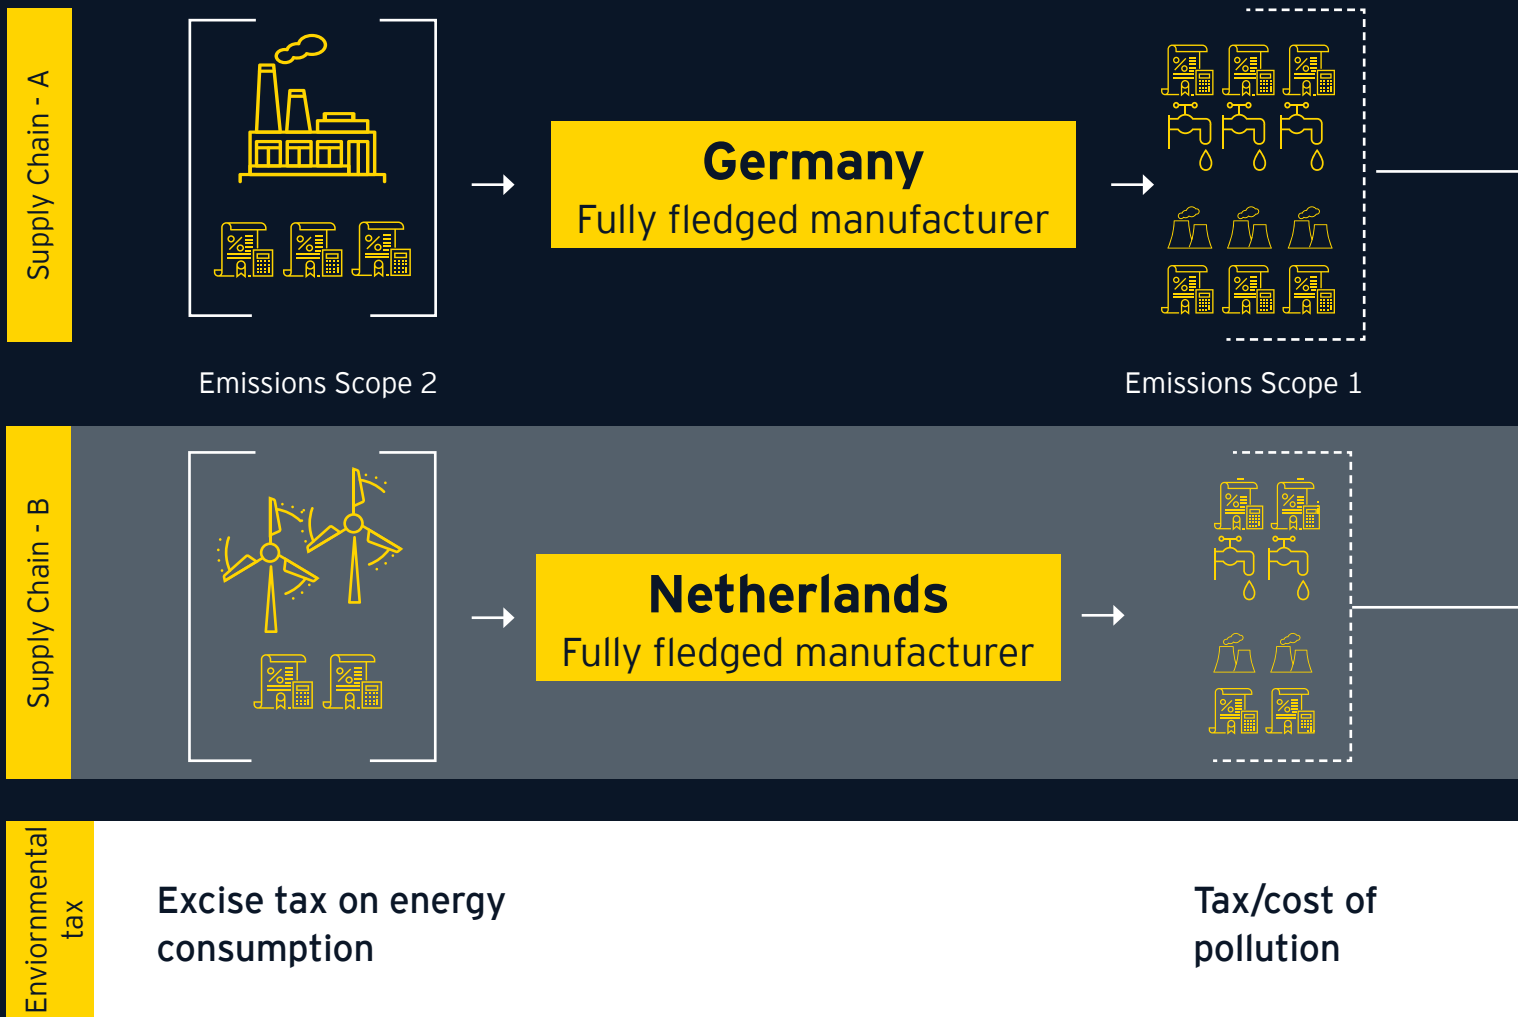 Supply Chain - A
Germany
Fully fledged manufacturer
Emissions Scope 2
Emissions Scope 1
Supply Chain - B
Netherlands
Fully fledged manufacturer
Enviornmental
tax
Excise tax on energy
consumption
Tax/cost of
pollution